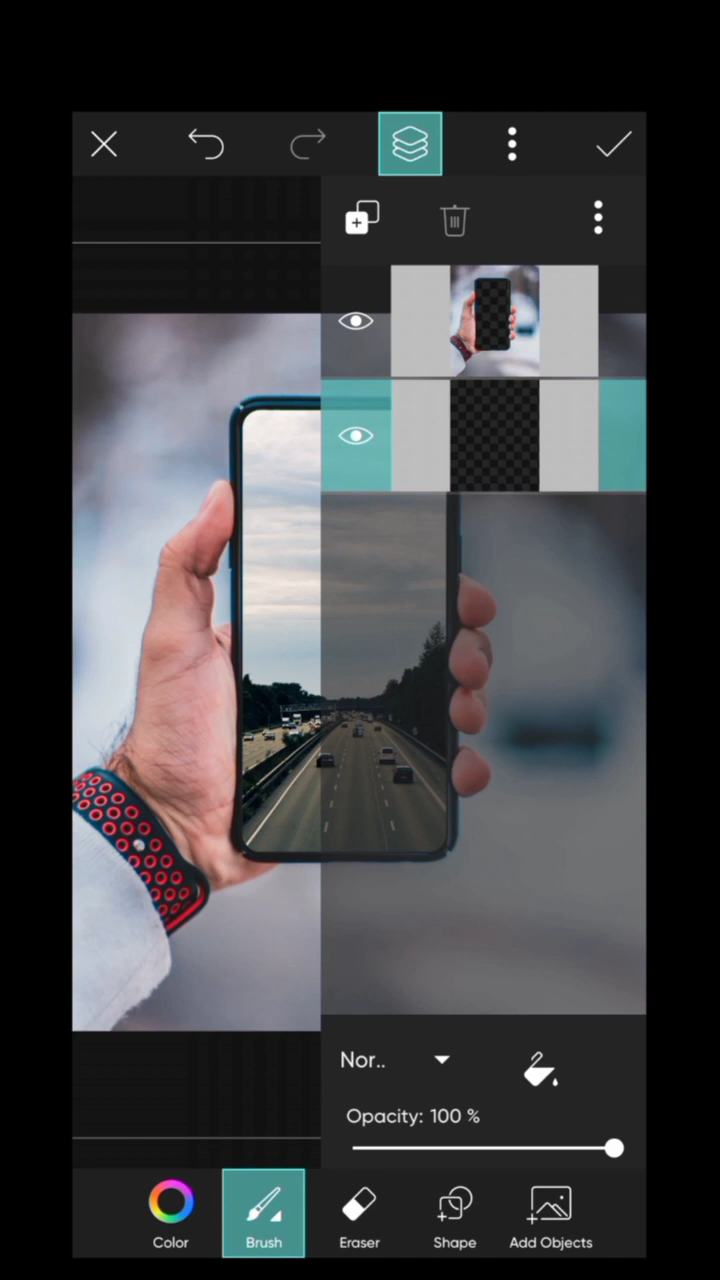 Nor..
Opacity: 100 %
Color
Brush
Eraser
Shape
Add Objects